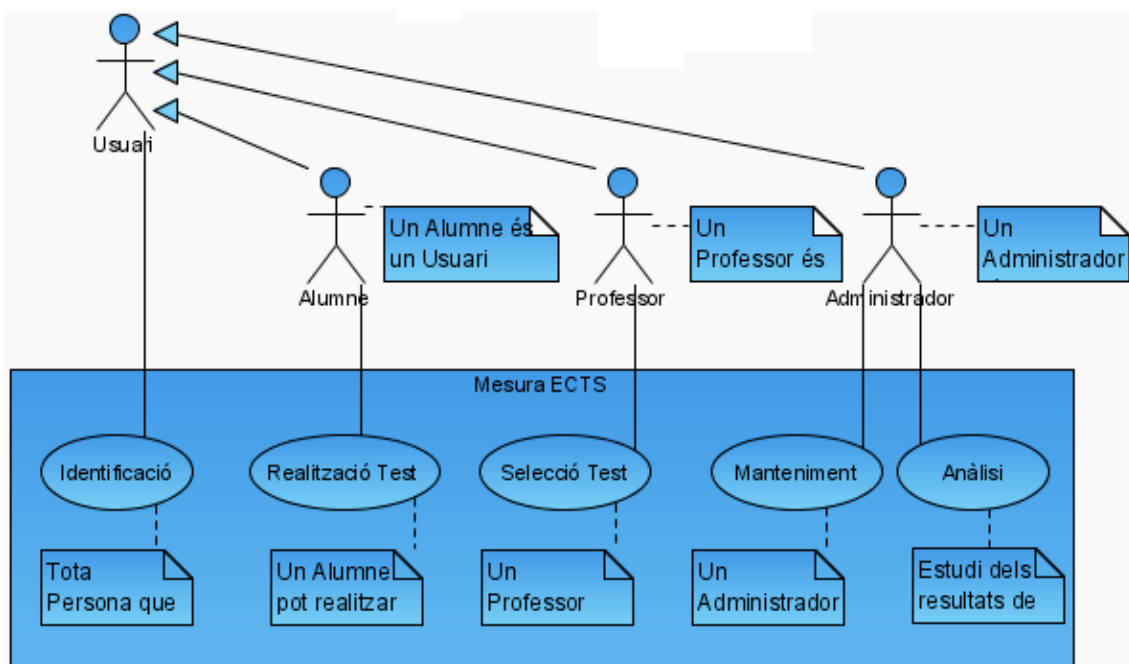 Usuari
Un Alumne és
un Usuari
Un
Professor és
Un
Administrador
Alumne
Professor
Administrador
Mesura ECTS
Identificació
Realització Test
Selecció Test
Manteniment
Anàlisi
Tota
Persona que
Un Alumne
pot realitzar
Un
Professor
Un
Administrador
Estudi dels
resultats de